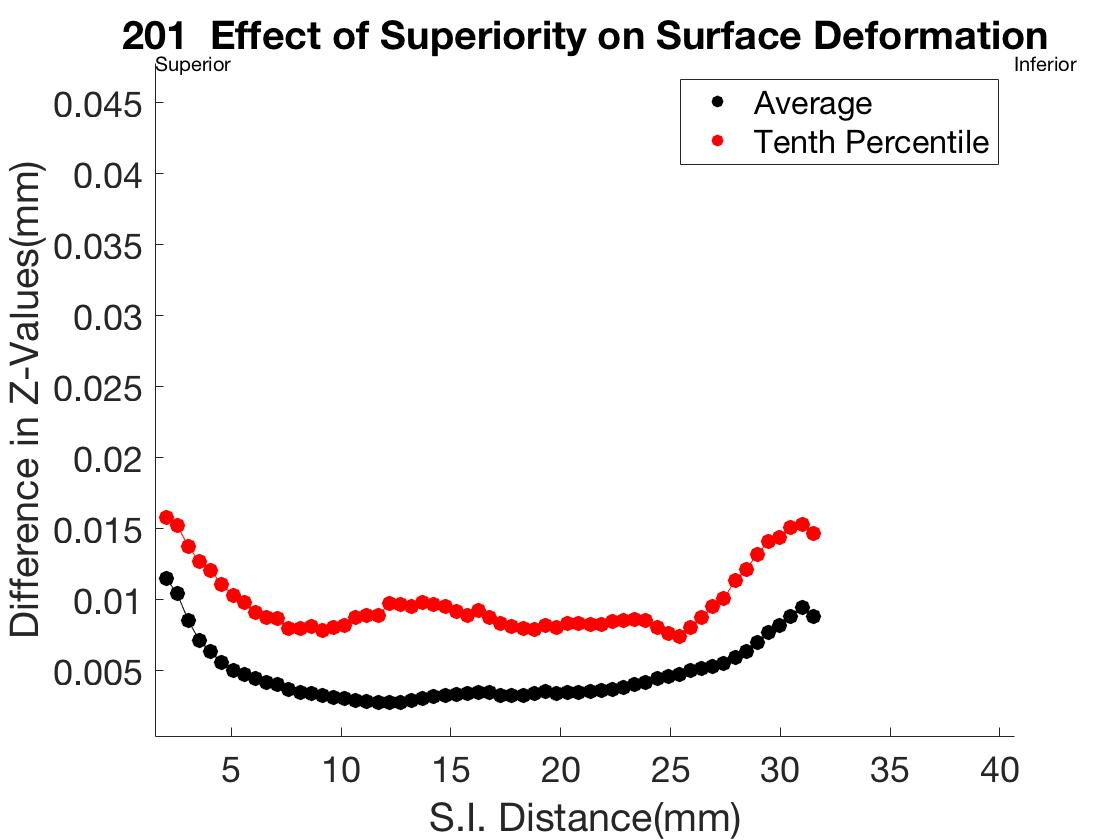 201  Effect of Superiority on Surface Deformation
Superior
Inferior
Average
Tenth Percentile
Difference in Z-Values(mm)
0.045
0.04
0.035
0.03
0.025
0.02
0.015
0.01
0.005
5 10 15 20 25 30 35 40
S.I. Distance(mm)